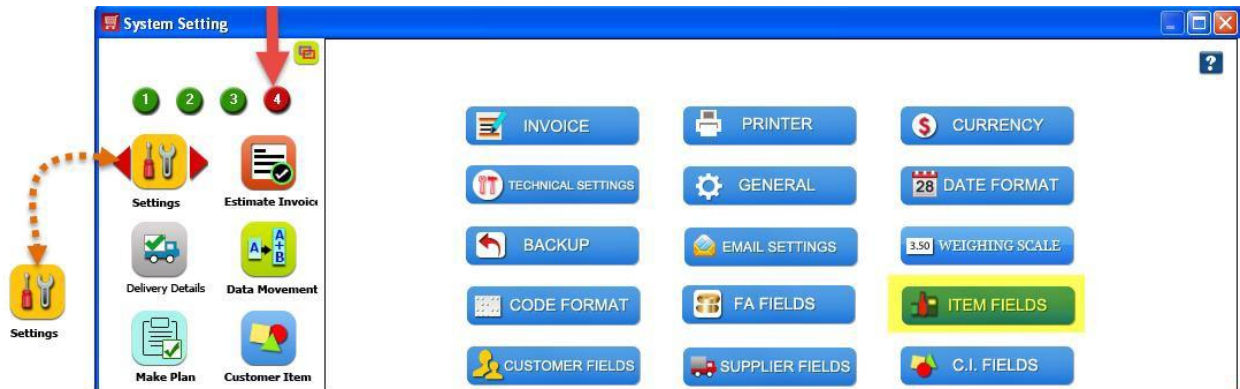 System Setting
?
1 2 3 4
INVOICE PRINTER $ CURRENCY
TECHNICAL SETTINGS GENERAL 28 DATE FORMAT
Settings Estimate Invoice
BACKUP EMAIL SETTINGS 3.50 WEIGHING SCALE
A A+B
Delivery Details Data Movement
CODE FORMAT FA FIELDS ITEM FIELDS
Settings
CUSTOMER FIELDS SUPPLIER FIELDS C.I. FIELDS
Make Plan Customer Item